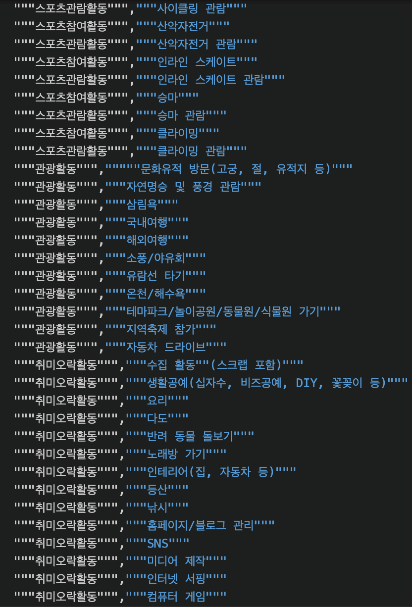 """스포츠관람활동""","""사이클링 관람"""
"""스포츠참여활동""","""산악자전거"""
"""스포츠관람활동""","""산악자전거 관람"""
"""스포츠참여활동""","""인라인 스케이트"""
"""스포츠관람활동""","""인라인 스케이트 관람"""
"""스포츠참여활동""","""승마"""
"""스포츠관람활동""","""승마 관람"""
"""스포츠참여활동""","""클라이밍"""
"""스포츠관람활동""","""클라이밍 관람"""
"""관광활동""","""""문화유적 방문(고궁, 절, 유적지 등)"""
"""관광활동""","""자연명승 및 풍경 관람"""
"""관광활동""","""삼림욕"""
"""관광활동""","""국내여행"""
"""관광활동""","""해외여행"""
"""관광활동""","""소풍/야유회"""
"""관광활동""","""유람선 타기"""
"""관광활동""","""온천/해수욕"""
"""관광활동""","""테마파크/놀이공원/동물원/식물원 가기"""
"""관광활동""","""지역축제 참가"""
"""관광활동""","""자동차 드라이브"""
"""취미오락활동""","""수집 활동""(스크랩 포함)"""
"""취미오락활동""","""생활공예(십자수, 비즈공예, DIY, 꽃꽂이 등)"""
"""취미오락활동""","""요리"""
"""취미오락활동""","""다도"""
"""취미오락활동""","""반려 동물 돌보기"""
"""취미오락활동""","""노래방 가기"""
"""취미오락활동""","""인테리어(집, 자동차 등)"""
"""취미오락활동""","""등산"""
"""취미오락활동""","""낚시"""
"""취미오락활동""","""홈페이지/블로그 관리"""
"""취미오락활동""","""SNS"""
"""취미오락활동""","""미디어 제작"""
"""취미오락활동""","""인터넷 서핑"""
"""취미오락활동""","""컴퓨터 게임"""